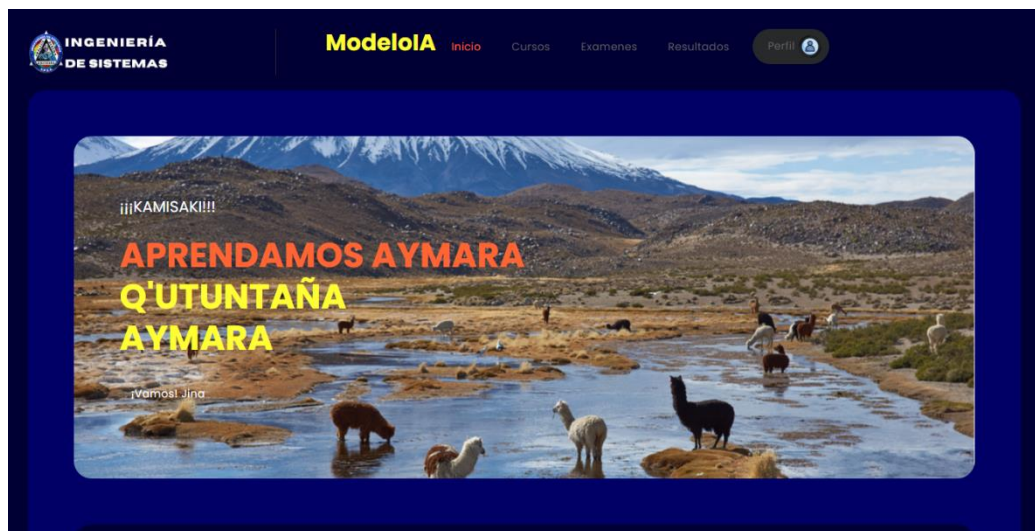 INGENIERÍA
DE SISTEMAS
ModeloIA Inicio Cursos Examenes Resultados Perfil
¡¡¡KAMISAKI!!!
APRENDAMOS AYMARA
Q'UTUNTAÑA
AYMARA
¡Vamos! Jina